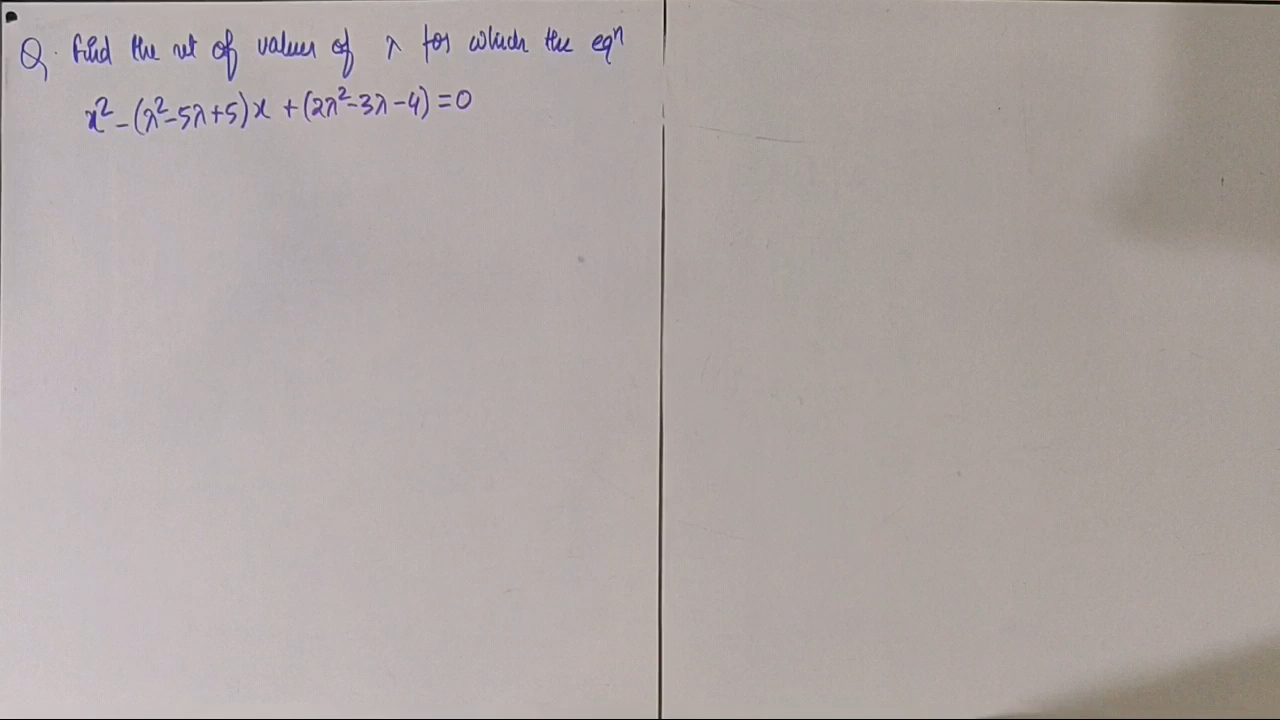 Q. Find the set of values of λ for which the eqⁿ
x² - (λ² - 5λ + 5)x + (2λ² - 3λ - 4) = 0